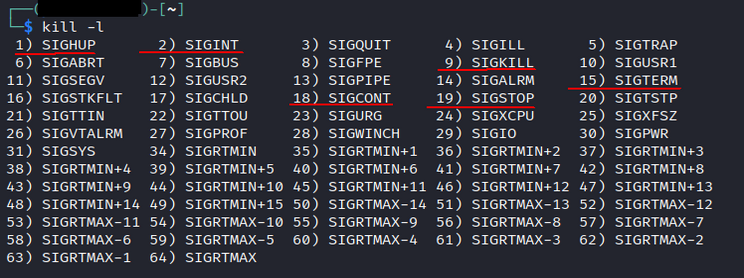 ┌──(          )-[~]
└─$ kill -l
1) SIGHUP 2) SIGINT 3) SIGQUIT 4) SIGILL 5) SIGTRAP
6) SIGABRT 7) SIGBUS 8) SIGFPE 9) SIGKILL 10) SIGUSR1
11) SIGSEGV 12) SIGUSR2 13) SIGPIPE 14) SIGALRM 15) SIGTERM
16) SIGSTKFLT 17) SIGCHLD 18) SIGCONT 19) SIGSTOP 20) SIGTSTP
21) SIGTTIN 22) SIGTTOU 23) SIGURG 24) SIGXCPU 25) SIGXFSZ
26) SIGVTALRM 27) SIGPROF 28) SIGWINCH 29) SIGIO 30) SIGPWR
31) SIGSYS 34) SIGRTMIN 35) SIGRTMIN+1 36) SIGRTMIN+2 37) SIGRTMIN+3
38) SIGRTMIN+4 39) SIGRTMIN+5 40) SIGRTMIN+6 41) SIGRTMIN+7 42) SIGRTMIN+8
43) SIGRTMIN+9 44) SIGRTMIN+10 45) SIGRTMIN+11 46) SIGRTMIN+12 47) SIGRTMIN+13
48) SIGRTMIN+14 49) SIGRTMIN+15 50) SIGRTMAX-14 51) SIGRTMAX-13 52) SIGRTMAX-12
53) SIGRTMAX-11 54) SIGRTMAX-10 55) SIGRTMAX-9 56) SIGRTMAX-8 57) SIGRTMAX-7
58) SIGRTMAX-6 59) SIGRTMAX-5 60) SIGRTMAX-4 61) SIGRTMAX-3 62) SIGRTMAX-2
63) SIGRTMAX-1 64) SIGRTMAX